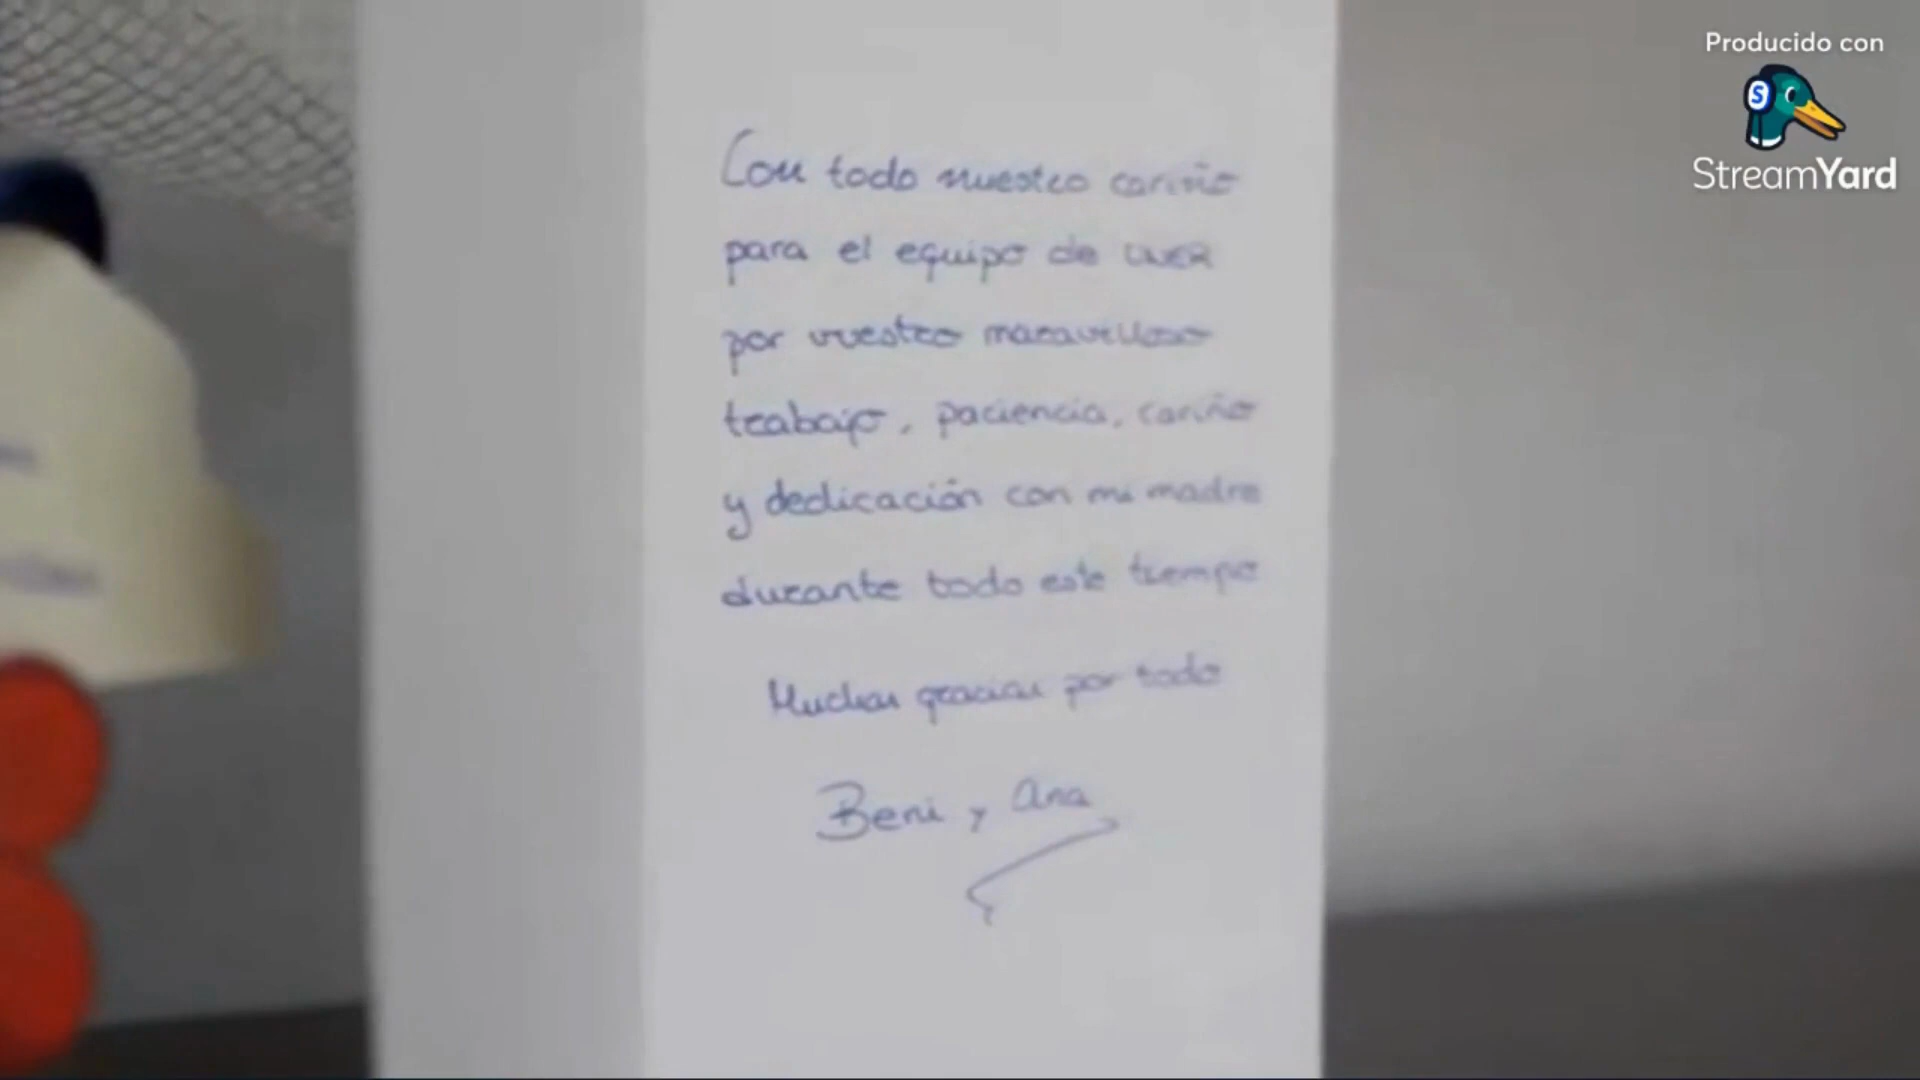 Producido con
StreamYard
Con todo nuestro cariño
para el equipo de
por vuestro maravilloso
trabajo, paciencia, cariño
y dedicación con mi madre
durante todo este tiempo
Muchas gracias por todo
Beni y Ana